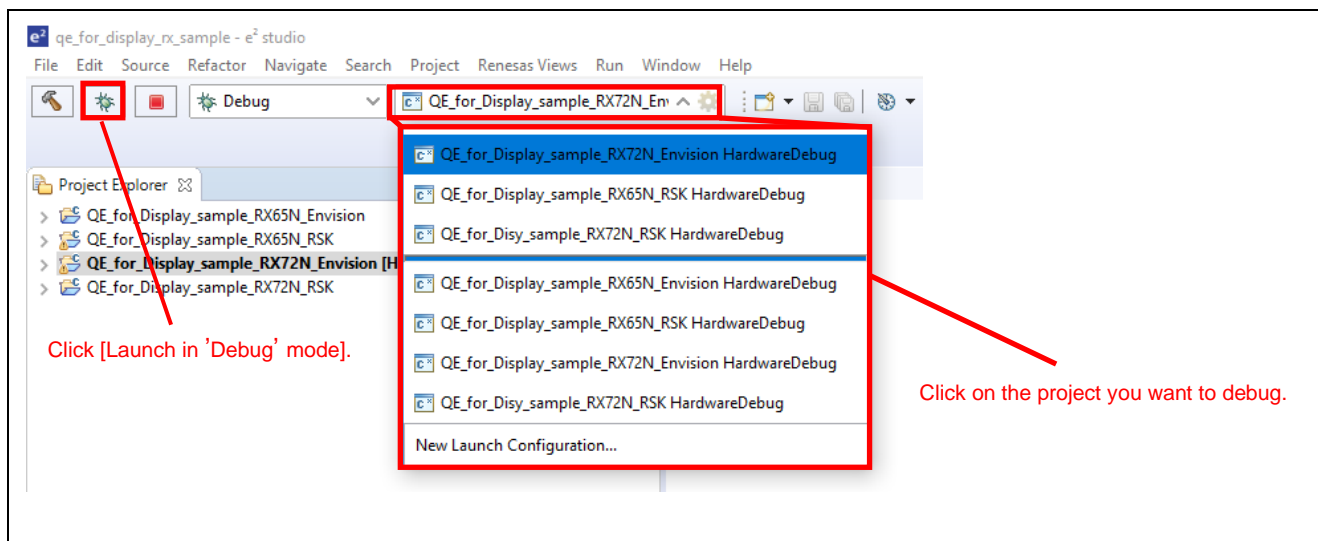 e² qe_for_display_rx_sample - e² studio
File Edit Source Refactor Navigate Search Project Renesas Views Run Window Help
Debug
QE_for_Display_sample_RX72N_En
Project Explorer
QE_for_Display_sample_RX65N_Envision
QE_for_Display_sample_RX65N_RSK
QE_for_Display_sample_RX72N_Envision [H
QE_for_Display_sample_RX72N_RSK
QE_for_Display_sample_RX72N_Envision HardwareDebug
QE_for_Display_sample_RX65N_RSK HardwareDebug
QE_for_Disy_sample_RX72N_RSK HardwareDebug
QE_for_Display_sample_RX65N_Envision HardwareDebug
QE_for_Display_sample_RX65N_RSK HardwareDebug
QE_for_Display_sample_RX72N_Envision HardwareDebug
QE_for_Disy_sample_RX72N_RSK HardwareDebug
New Launch Configuration...
Click [Launch in ’Debug’ mode].
Click on the project you want to debug.